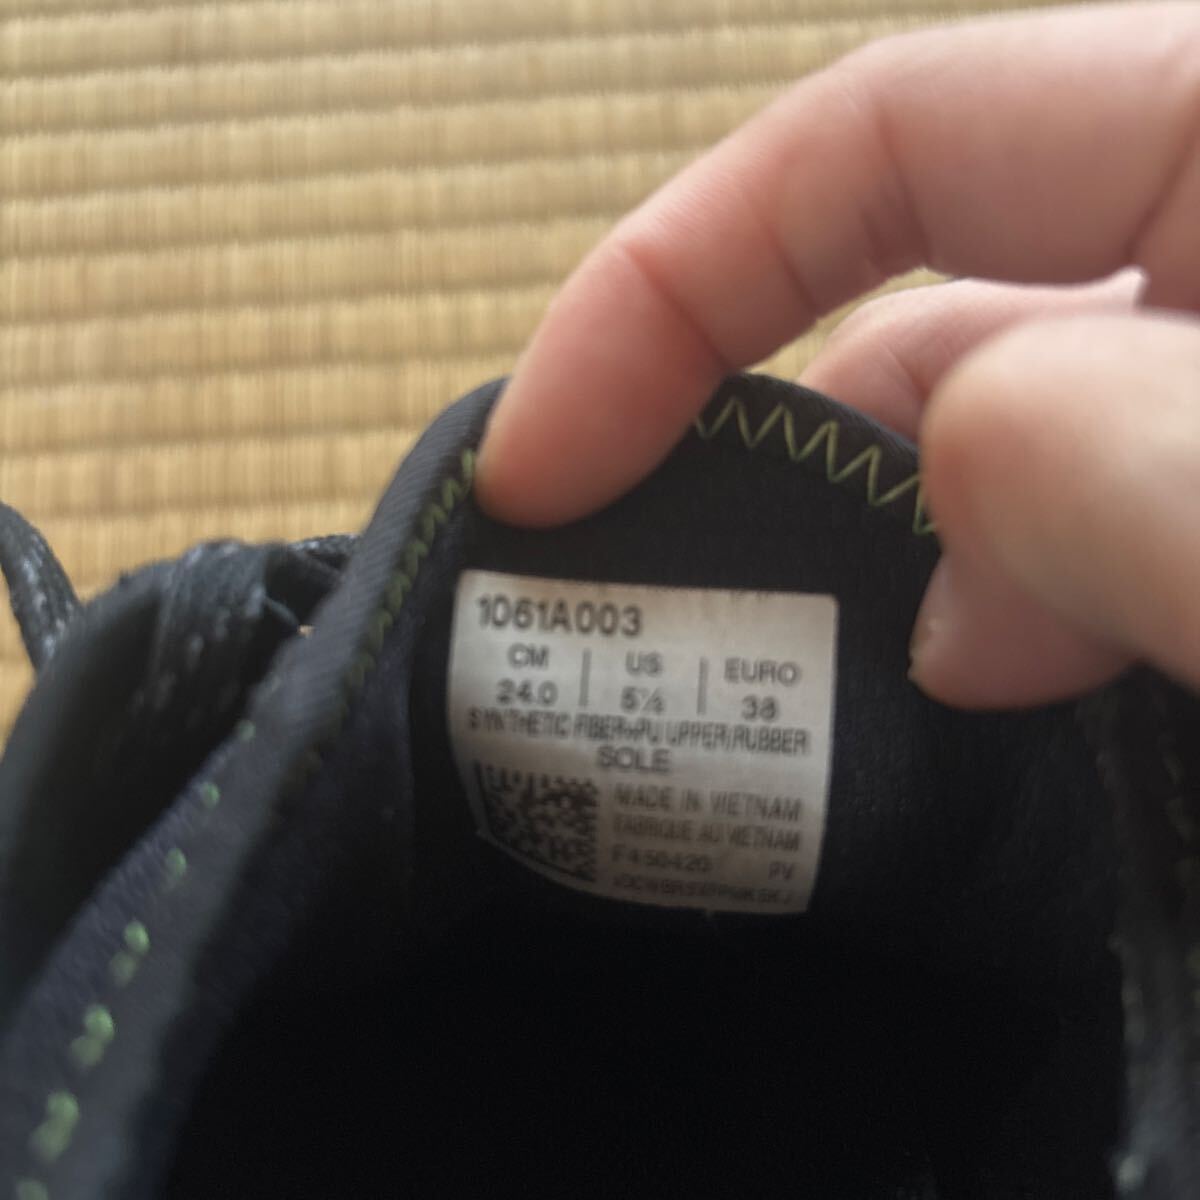 1061A003
CM | US | EURO
24.0 | 5½ | 38
SYNTHETIC FIBER×PU UPPER/RUBBER
SOLE
MADE IN VIETNAM
FABRIQUE AU VIETNAM
PV